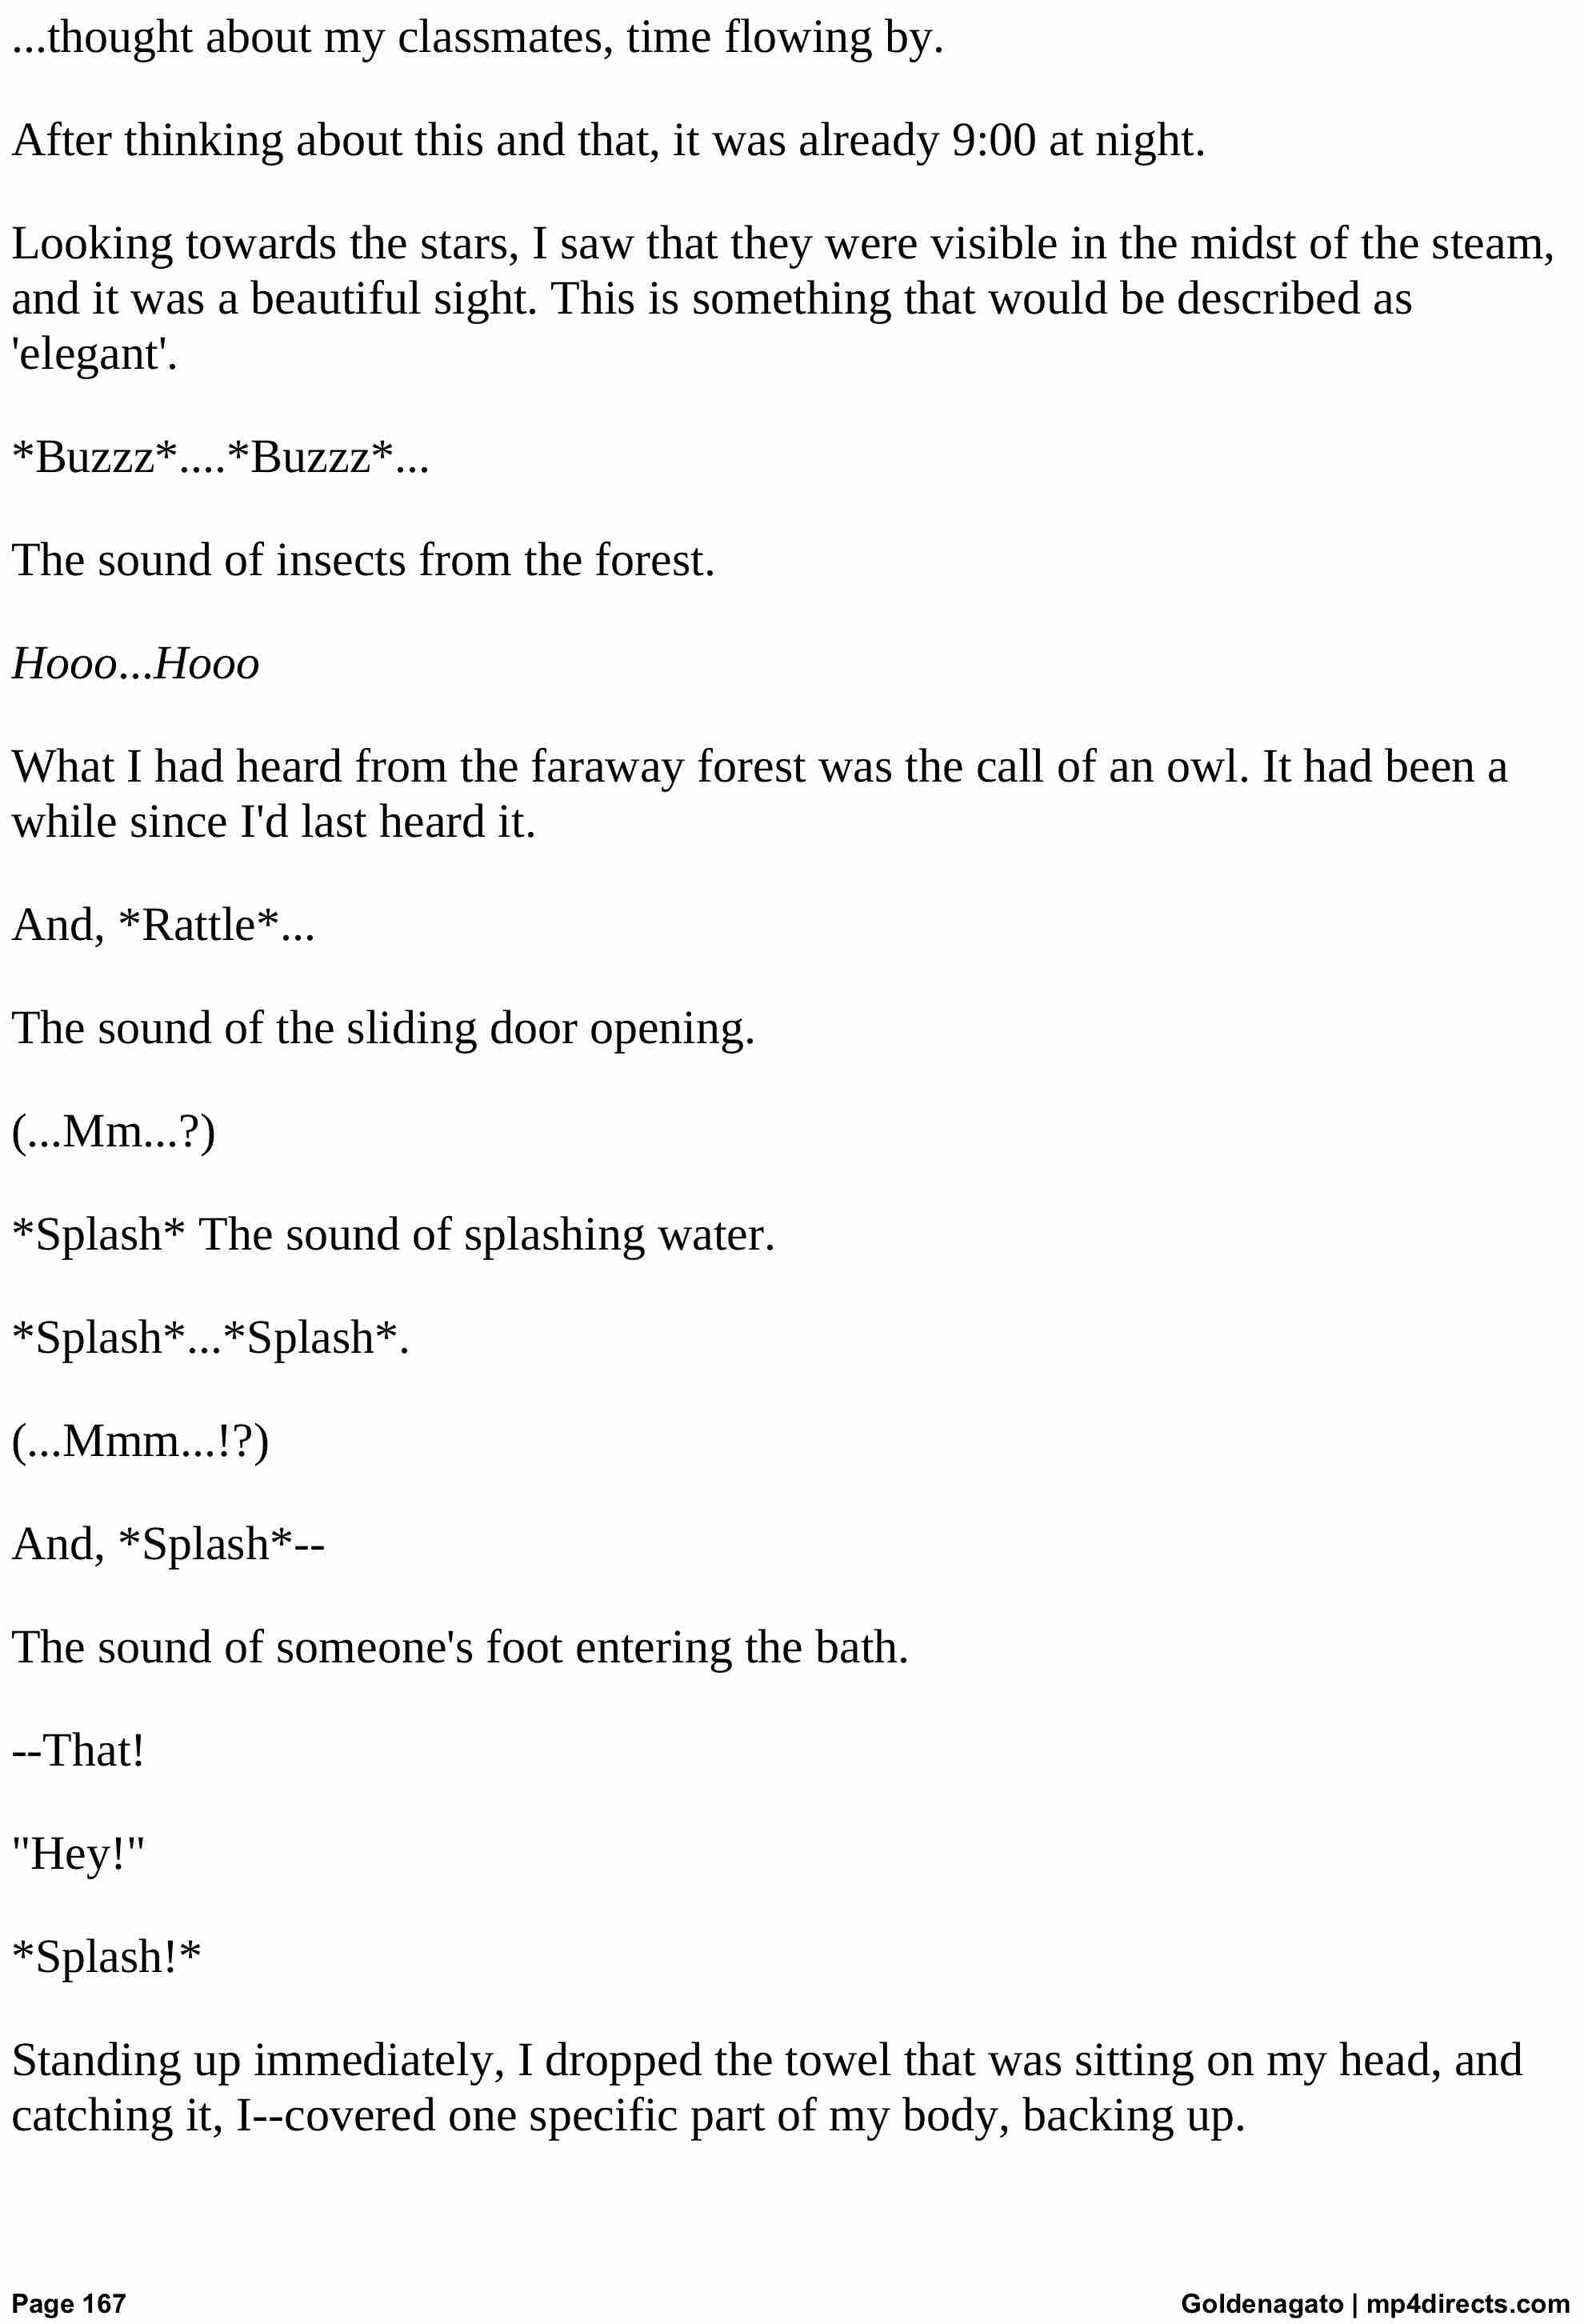 ...thought about my classmates, time flowing by.
After thinking about this and that, it was already 9:00 at night.
Looking towards the stars, I saw that they were visible in the midst of the steam,
and it was a beautiful sight. This is something that would be described as
'elegant'.
*Buzzz*....*Buzzz*...
The sound of insects from the forest.
Hooo...Hooo
What I had heard from the faraway forest was the call of an owl. It had been a
while since I'd last heard it.
And, *Rattle*...
The sound of the sliding door opening.
(...Mm...?)
*Splash* The sound of splashing water.
*Splash*...*Splash*.
(...Mmm...!?)
And, *Splash*--
The sound of someone's foot entering the bath.
--That!
"Hey!"
*Splash!*
Standing up immediately, I dropped the towel that was sitting on my head, and
catching it, I--covered one specific part of my body, backing up.
Page 167
Goldenagato | mp4directs.com